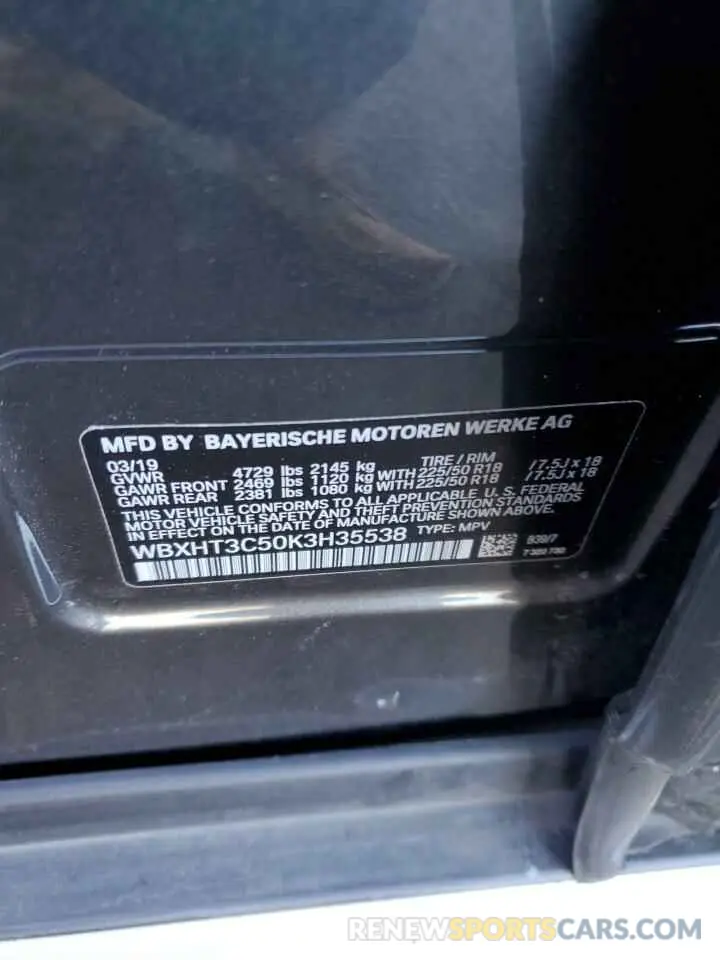 MFD BY BAYERISCHE MOTOREN WERKE AG
03/19 TIRE / RIM
GVWR 4729 lbs 2145 kg
GAWR FRONT 2469 lbs 1120 kg WITH 225/50 R18 /7.5J x 18
GAWR REAR 2381 lbs 1080 kg WITH 225/50 R18 /7.5J x 18
THIS VEHICLE CONFORMS TO ALL APPLICABLE U. S. FEDERAL
MOTOR VEHICLE SAFETY AND THEFT PREVENTION STANDARDS
IN EFFECT ON THE DATE OF MANUFACTURE SHOWN ABOVE.
WBXHT3C50K3H35538 TYPE: MPV
RENEWSPORTSCARS.COM